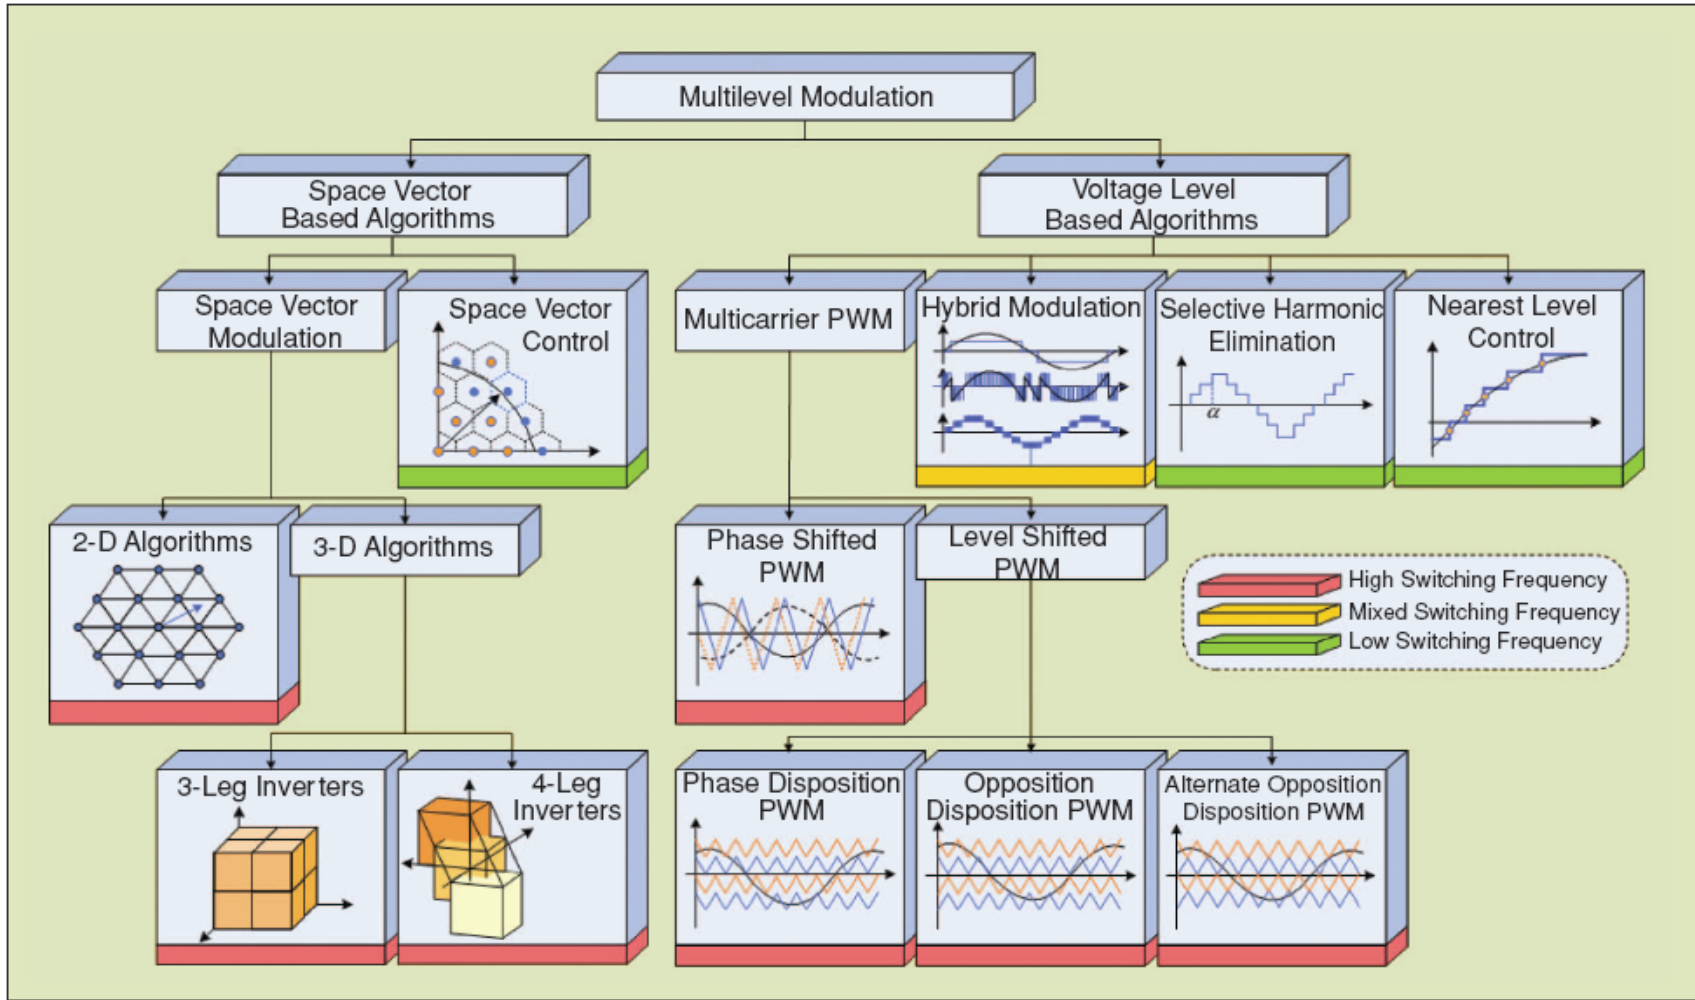 Multilevel Modulation
Space Vector
Based Algorithms
Voltage Level
Based Algorithms
Space Vector
Modulation
Space Vector
Control
Multicarrier PWM
Hybrid Modulation
Selective Harmonic
Elimination
α
Nearest Level
Control
2-D Algorithms
3-D Algorithms
Phase Shifted
PWM
Level Shifted
PWM
High Switching Frequency
Mixed Switching Frequency
Low Switching Frequency
3-Leg Inverters
4-Leg
Inverters
Phase Disposition
PWM
Opposition
Disposition PWM
Alternate Opposition
Disposition PWM